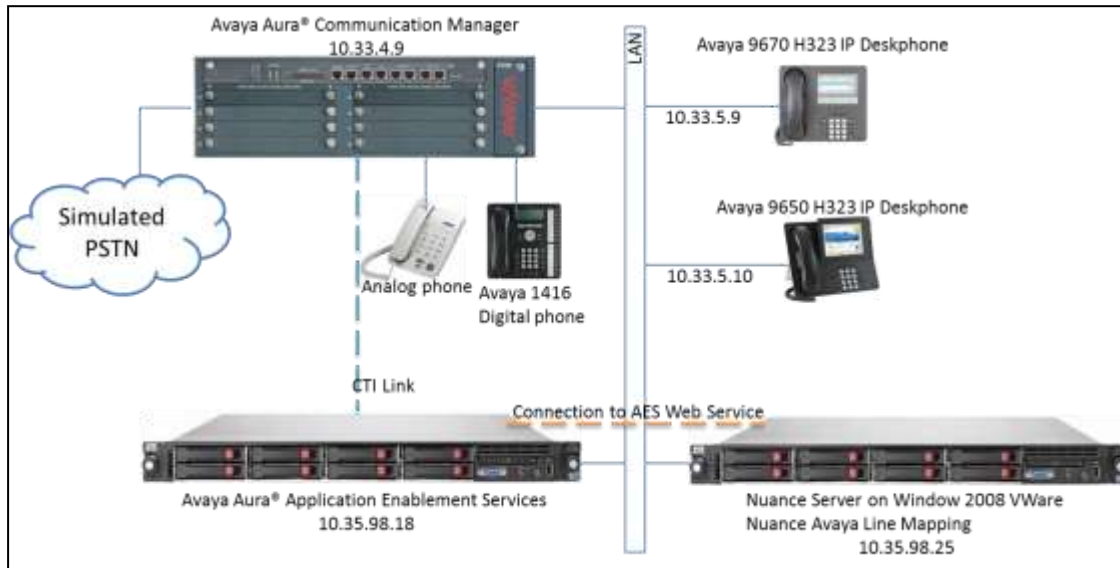 Avaya Aura® Communication Manager
10.33.4.9
LAN
Avaya 9670 H323 IP Deskphone
10.33.5.9
Simulated
PSTN
Avaya 9650 H323 IP Deskphone
10.33.5.10
Analog phone
Avaya 1416
Digital phone
CTI Link
Connection to AES Web Service
Avaya Aura® Application Enablement Services
10.35.98.18
Nuance Server on Window 2008 VWare
Nuance Avaya Line Mapping
10.35.98.25